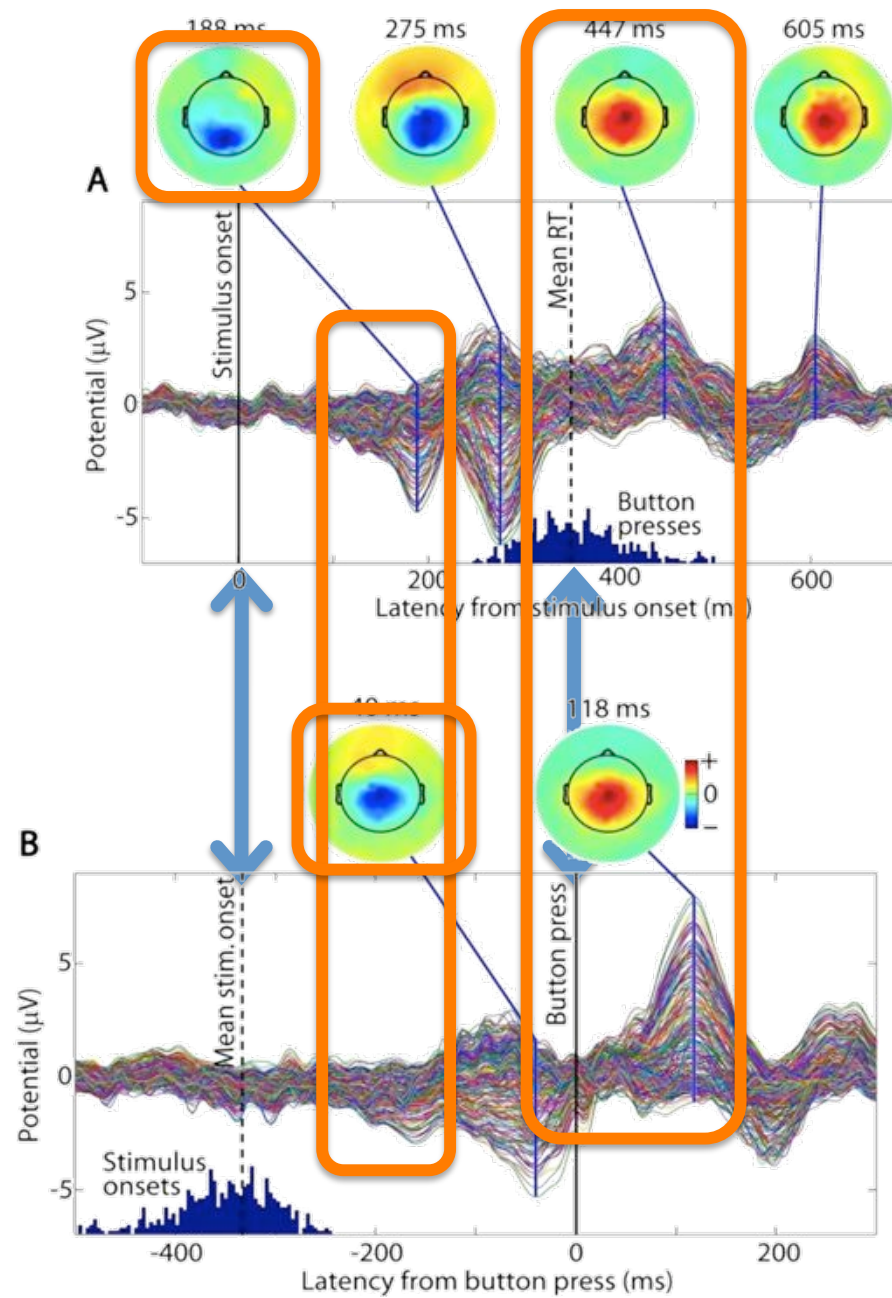 188 ms 275 ms 447 ms 605 ms
A
Stimulus onset
Mean RT
Potential (µV)
5
0
-5
Button
presses
0 200 400 600
Latency from stimulus onset (ms)
118 ms
+
0
−
B
Mean stim. onset
Button press
Potential (µV)
5
0
-5
Stimulus
onsets
-400 -200 0 200
Latency from button press (ms)